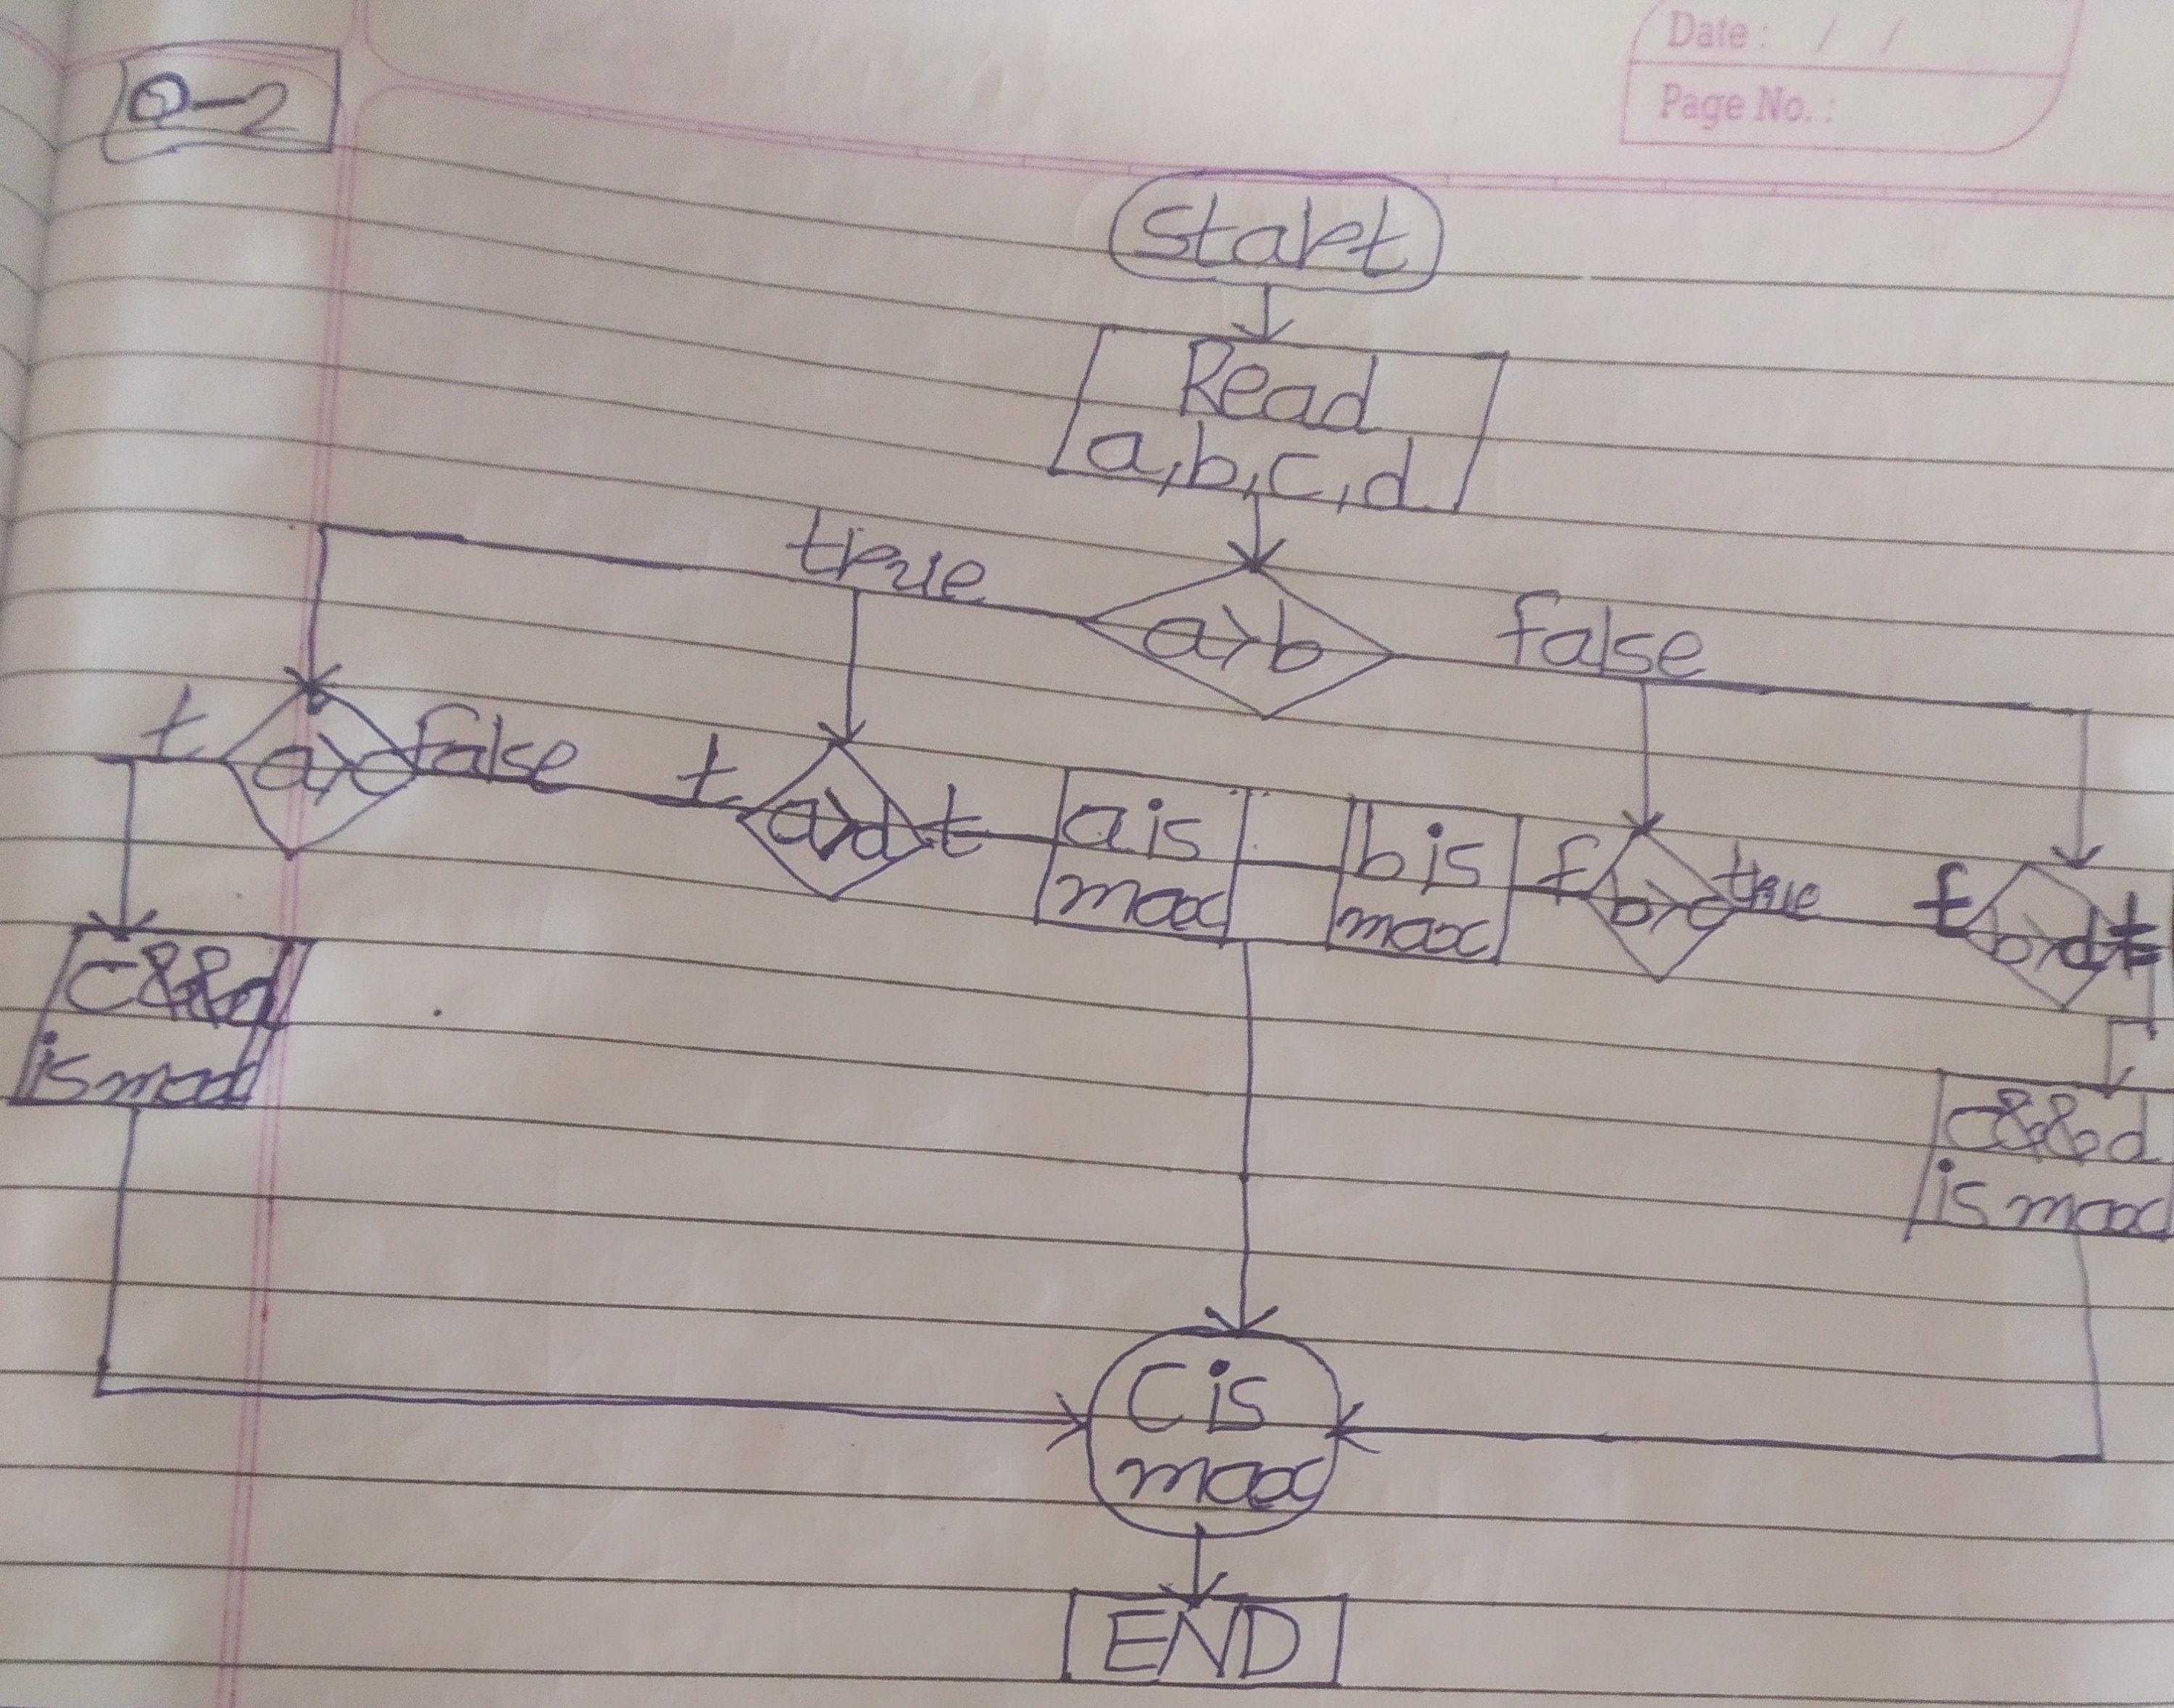 Q-2
Date: / /
Page No.:
start
Read
a,b,c,d
true
a>b
false
t
a>c
false
t
a>d
t
a is
max
b is
max
f
b>c
true
f
b>d
t
c&&d
is max
c&&d
is max
C is
max
END